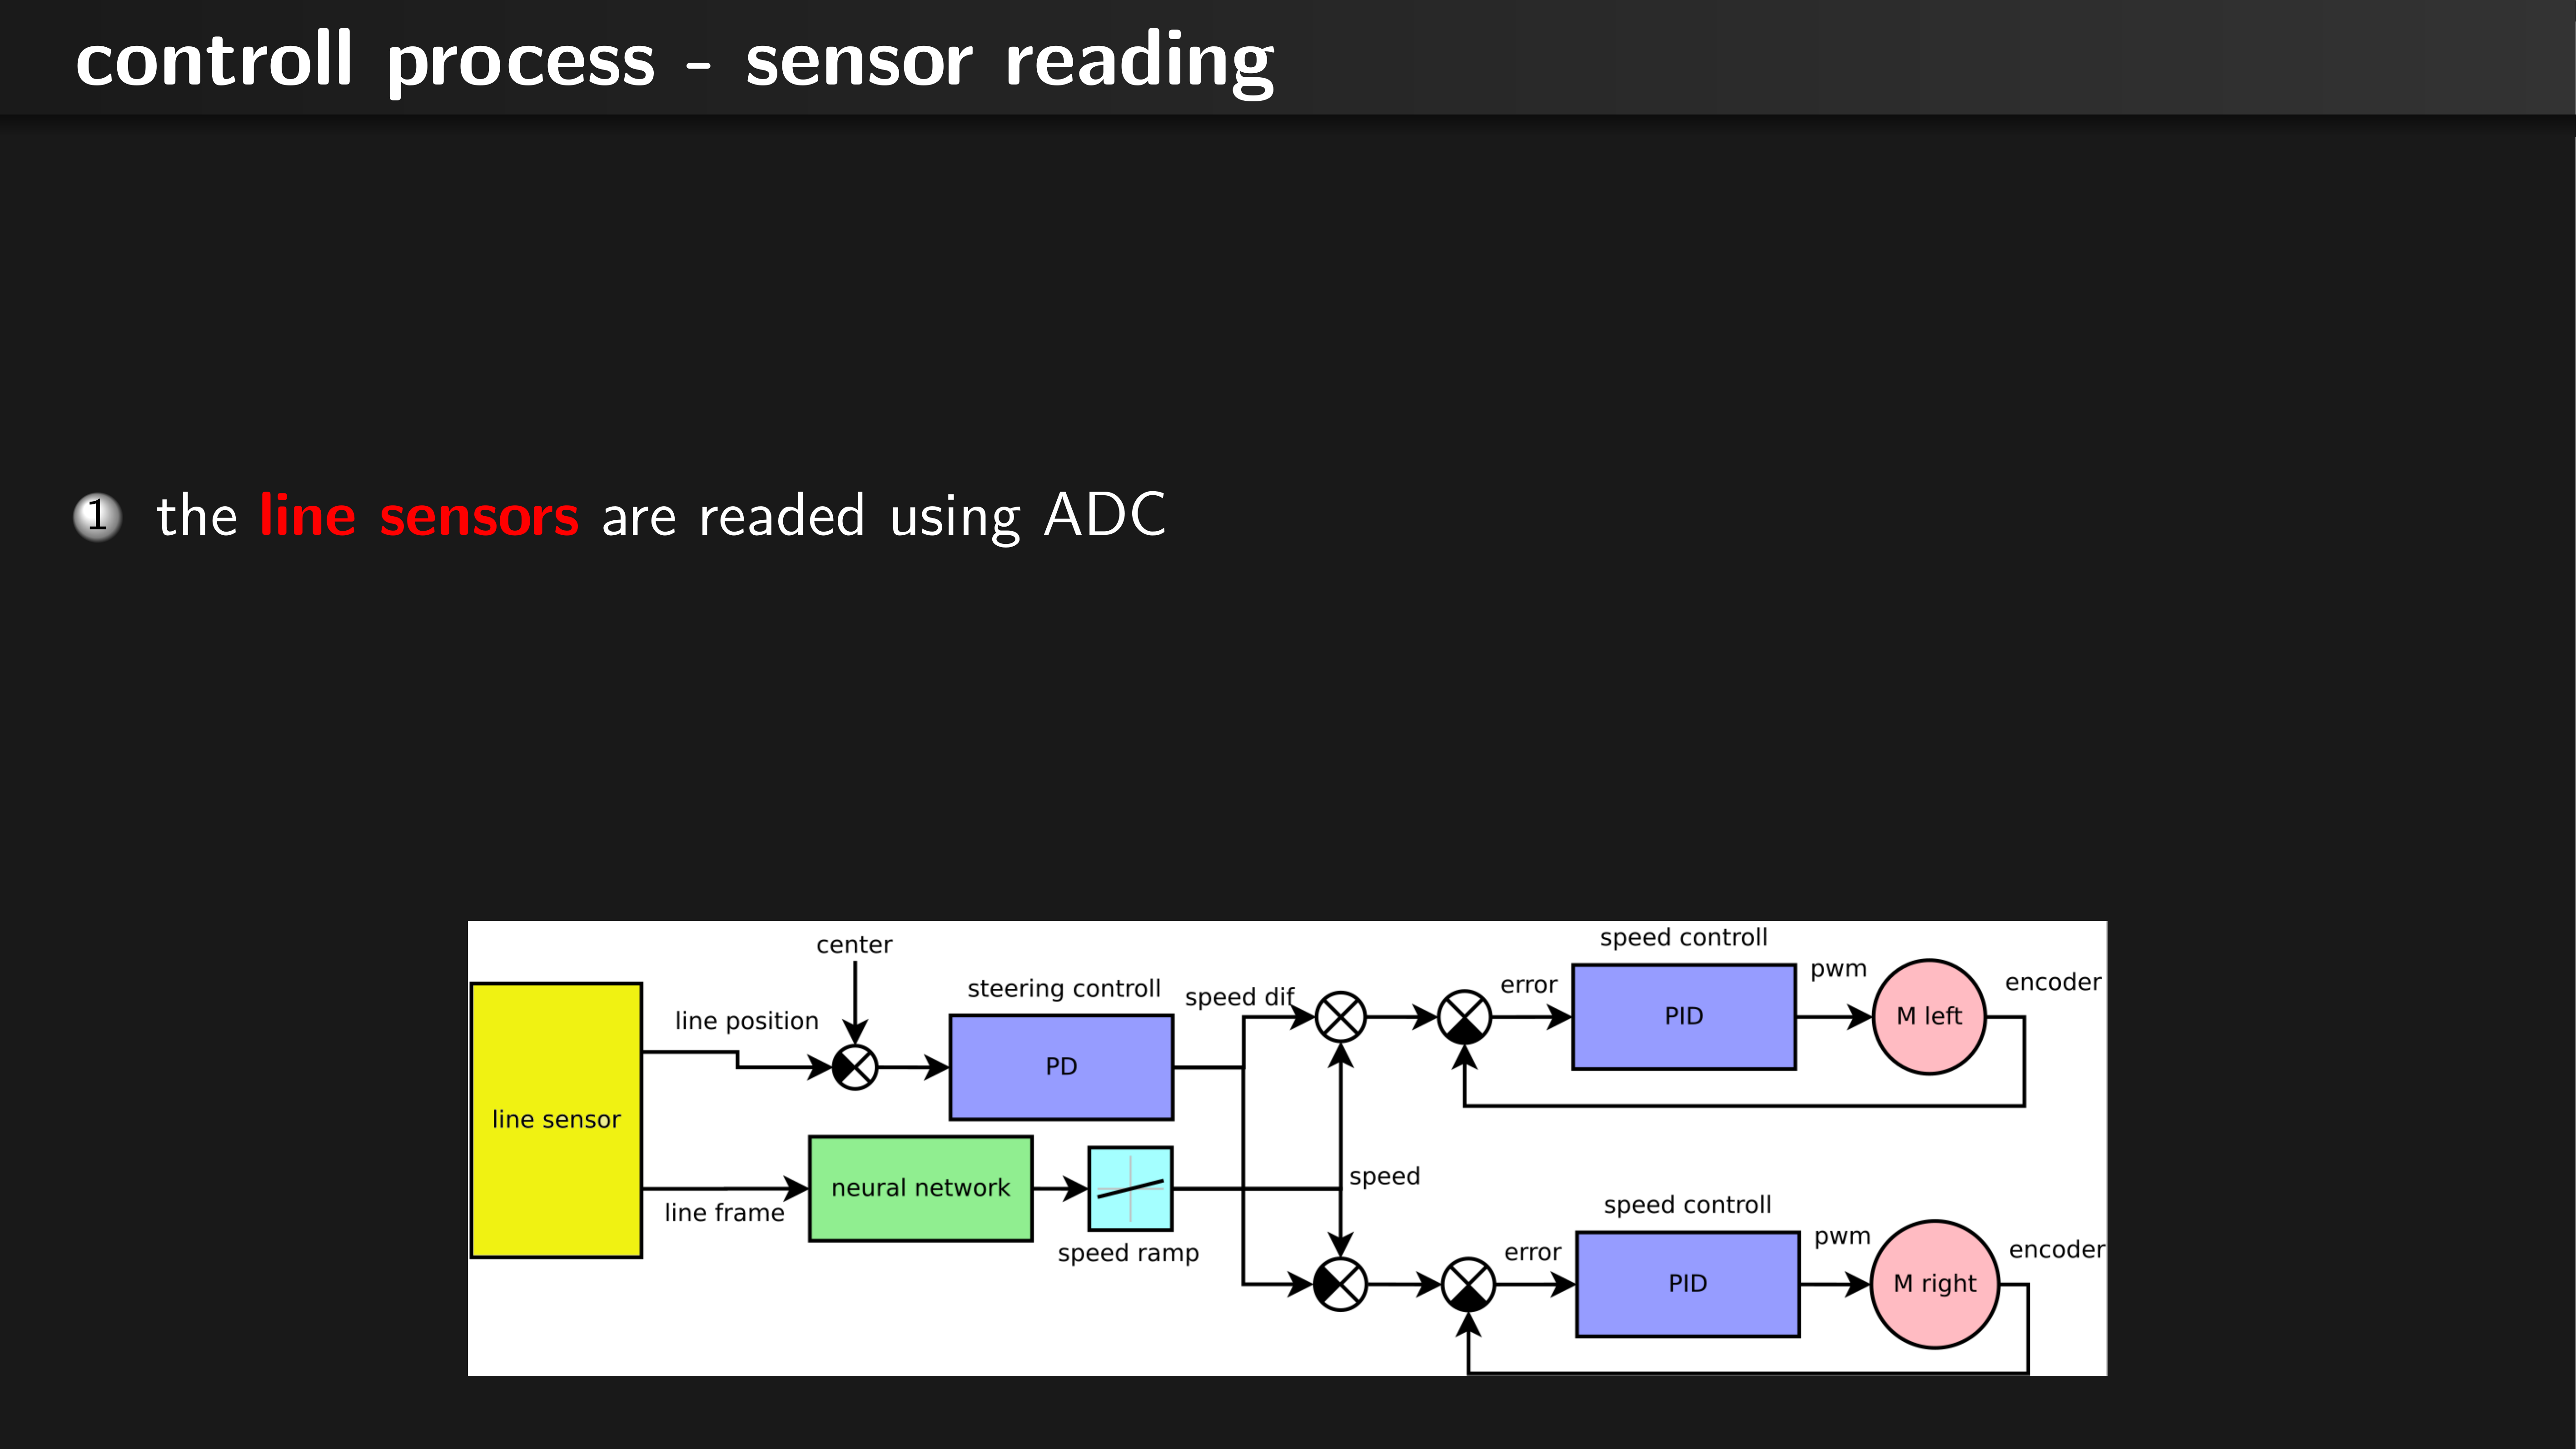 controll process - sensor reading
1 the line sensors are readed using ADC
center
speed controll
steering controll
speed dif
error
pwm
encoder
line position
PID
M left
PD
line sensor
neural network
speed
line frame
speed ramp
speed controll
error
pwm
encoder
PID
M right